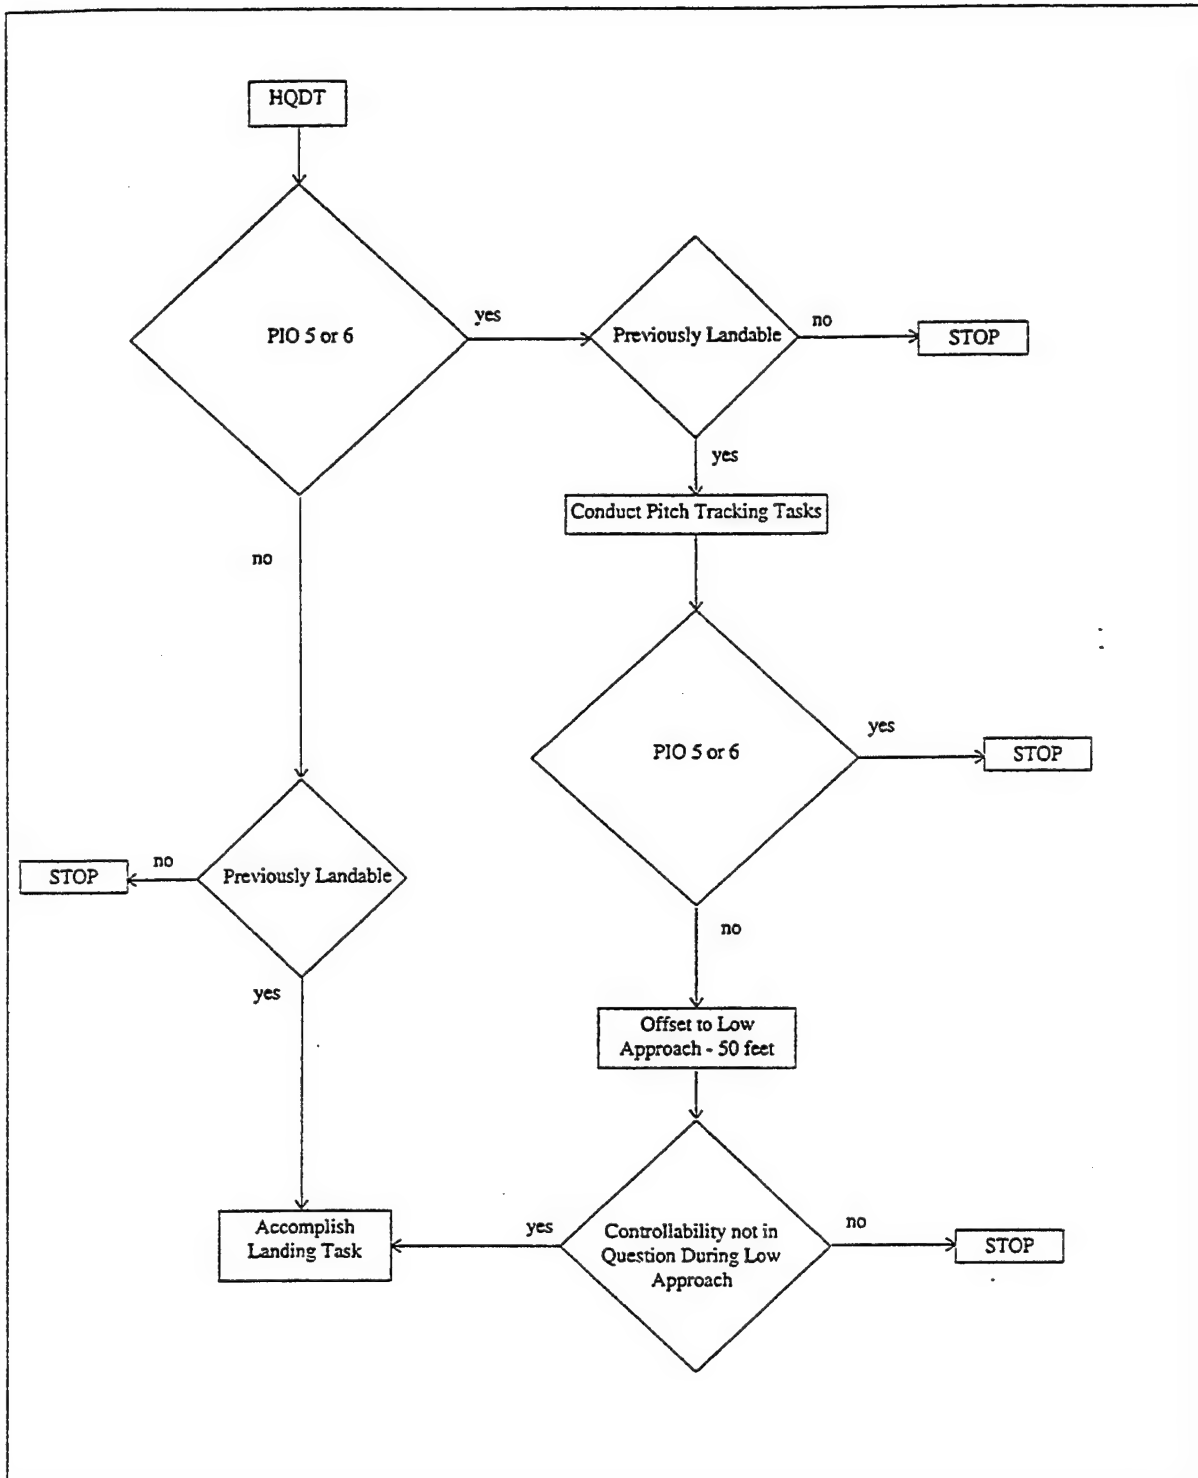 HQDT
PIO 5 or 6
yes
Previously Landable
no
STOP
yes
Conduct Pitch Tracking Tasks
no
PIO 5 or 6
yes
STOP
Previously Landable
no
STOP
no
yes
Offset to Low
Approach - 50 feet
Accomplish
Landing Task
yes
Controllability not in
Question During Low
Approach
no
STOP